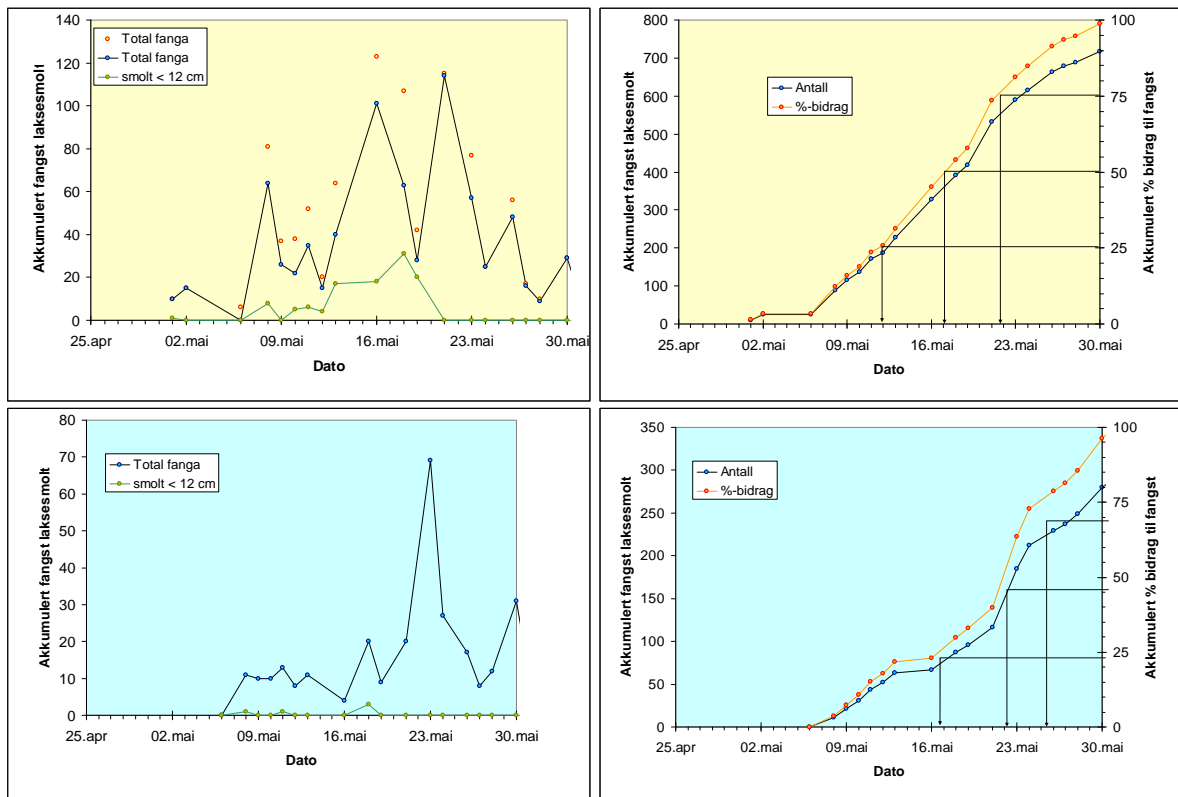 140
120
100
80
60
40
20
0
Akkumulert fangst laksesmolt
Total fanga
Total fanga
smolt < 12 cm
25.apr 02.mai 09.mai 16.mai 23.mai 30.mai
Dato
800
700
600
500
400
300
200
100
0
Akkumulert fangst laksesmolt
Antall
%-bidrag
100
75
50
25
0
Akkumulert % bidrag til fangst
25.apr 02.mai 09.mai 16.mai 23.mai 30.mai
Dato
80
70
60
50
40
30
20
10
0
Akkumulert fangst laksesmolt
Total fanga
smolt < 12 cm
25.apr 02.mai 09.mai 16.mai 23.mai 30.mai
Dato
350
300
250
200
150
100
50
0
Akkumulert fangst laksesmolt
Antall
%-bidrag
100
75
50
25
0
Akkumulert % bidrag til fangst
25.apr 02.mai 09.mai 16.mai 23.mai 30.mai
Dato